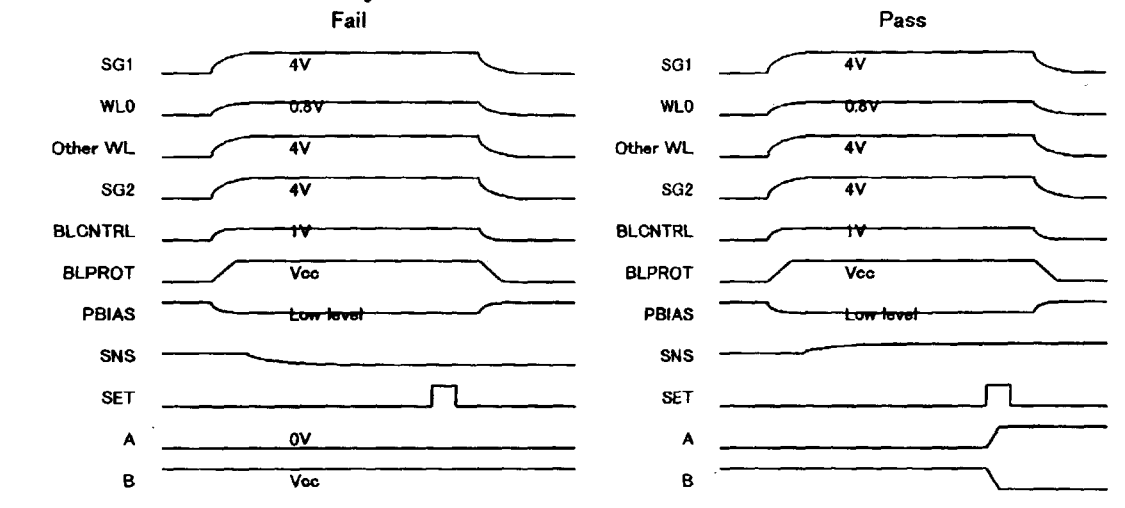 Fail Pass
SG1 4V SG1 4V
WL0 0.8V WL0 0.8V
Other WL 4V Other WL 4V
SG2 4V SG2 4V
BLCNTRL 1V BLCNTRL 1V
BLPROT Vcc BLPROT Vcc
PBIAS Low level PBIAS Low level
SNS SNS
SET SET
A 0V A
B Vcc B